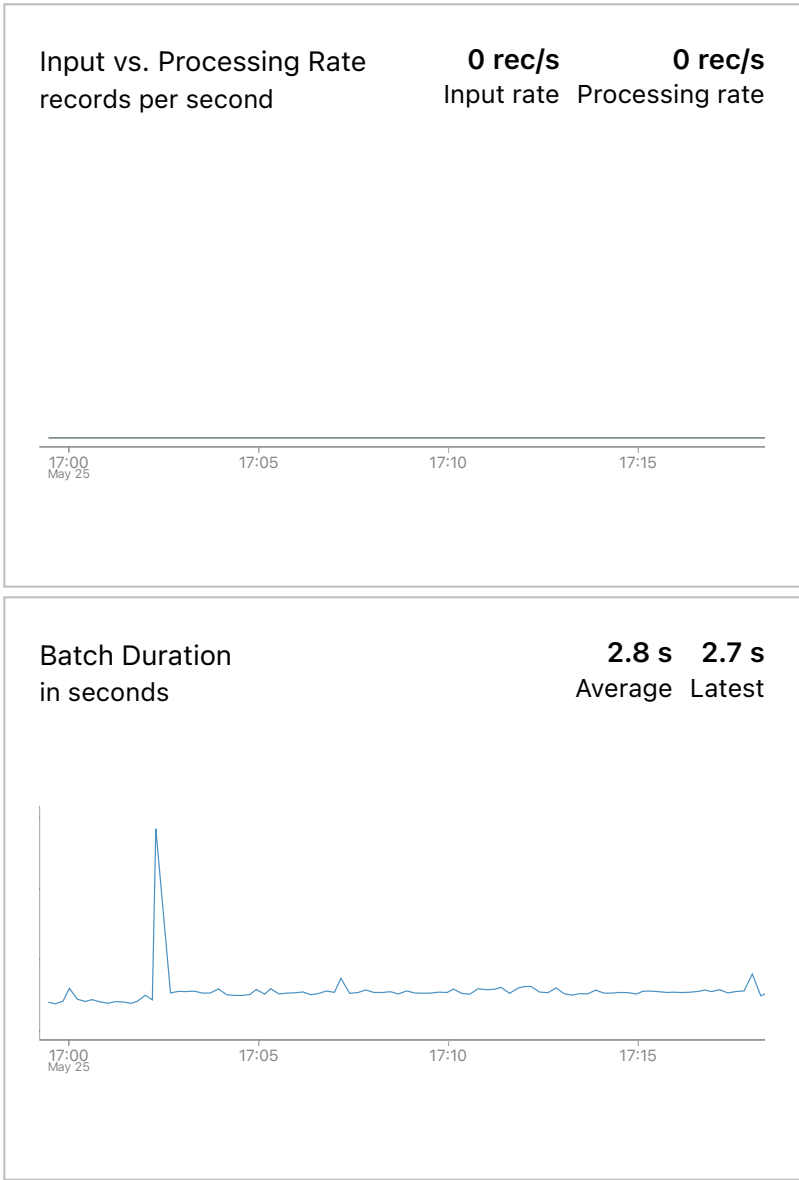 Input vs. Processing Rate
records per second
0 rec/s 0 rec/s
Input rate Processing rate
17:00 17:05 17:10 17:15
May 25
Batch Duration
in seconds
2.8 s 2.7 s
Average Latest
17:00 17:05 17:10 17:15
May 25